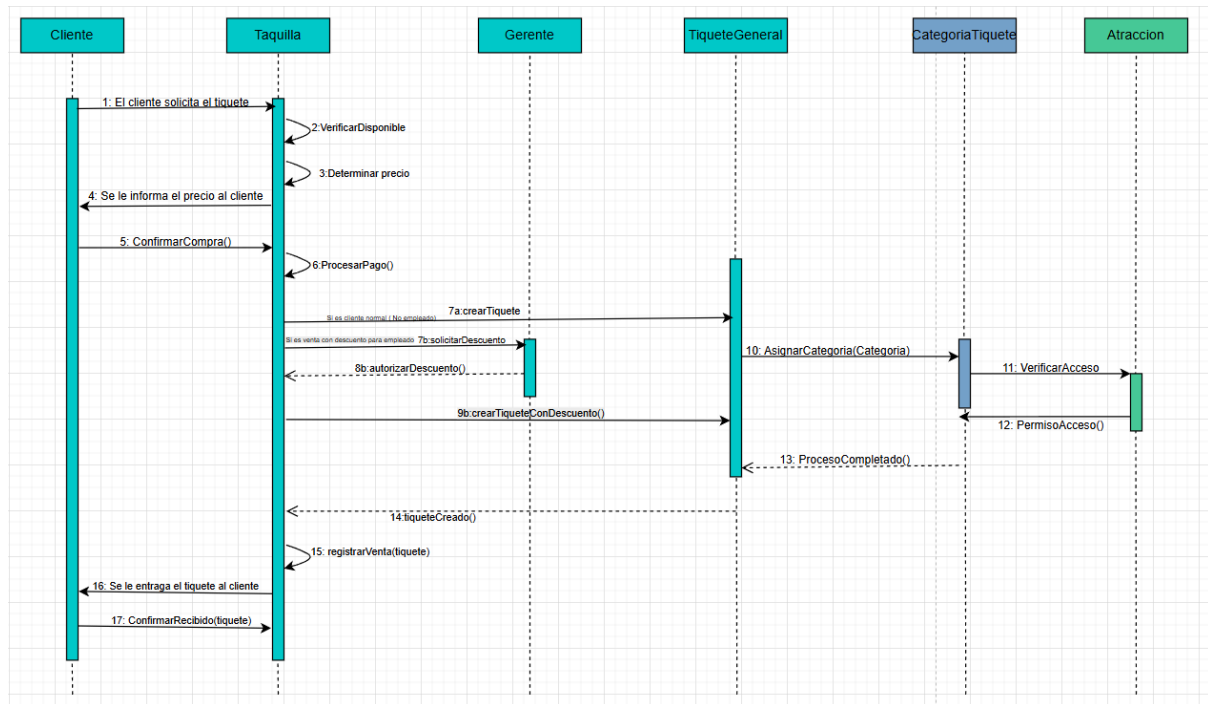 Cliente
Taquilla
Gerente
TiqueteGeneral
CategoriaTiquete
Atraccion
1: El cliente solicita el tiquete
2:VerificarDisponible
3:Determinar precio
4: Se le informa el precio al cliente
5: ConfirmarCompra()
6:ProcesarPago()
7a:crearTiquete
Si es cliente normal ( No empleado)
Si es venta con descuento para empleado
7b:solicitarDescuento
10: AsignarCategoria(Categoria)
8b:autorizarDescuento()
11: VerificarAcceso
9b:crearTiqueteConDescuento()
12: PermisoAcceso()
13: ProcesoCompletado()
14:tiqueteCreado()
15: registrarVenta(tiquete)
16: Se le entraga el tiquete al cliente
17: ConfirmarRecibido(tiquete)